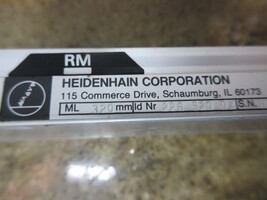 RM
HEIDENHAIN CORPORATION
115 Commerce Drive, Schaumburg, IL 60173
ML 320 mm Id Nr S.N.